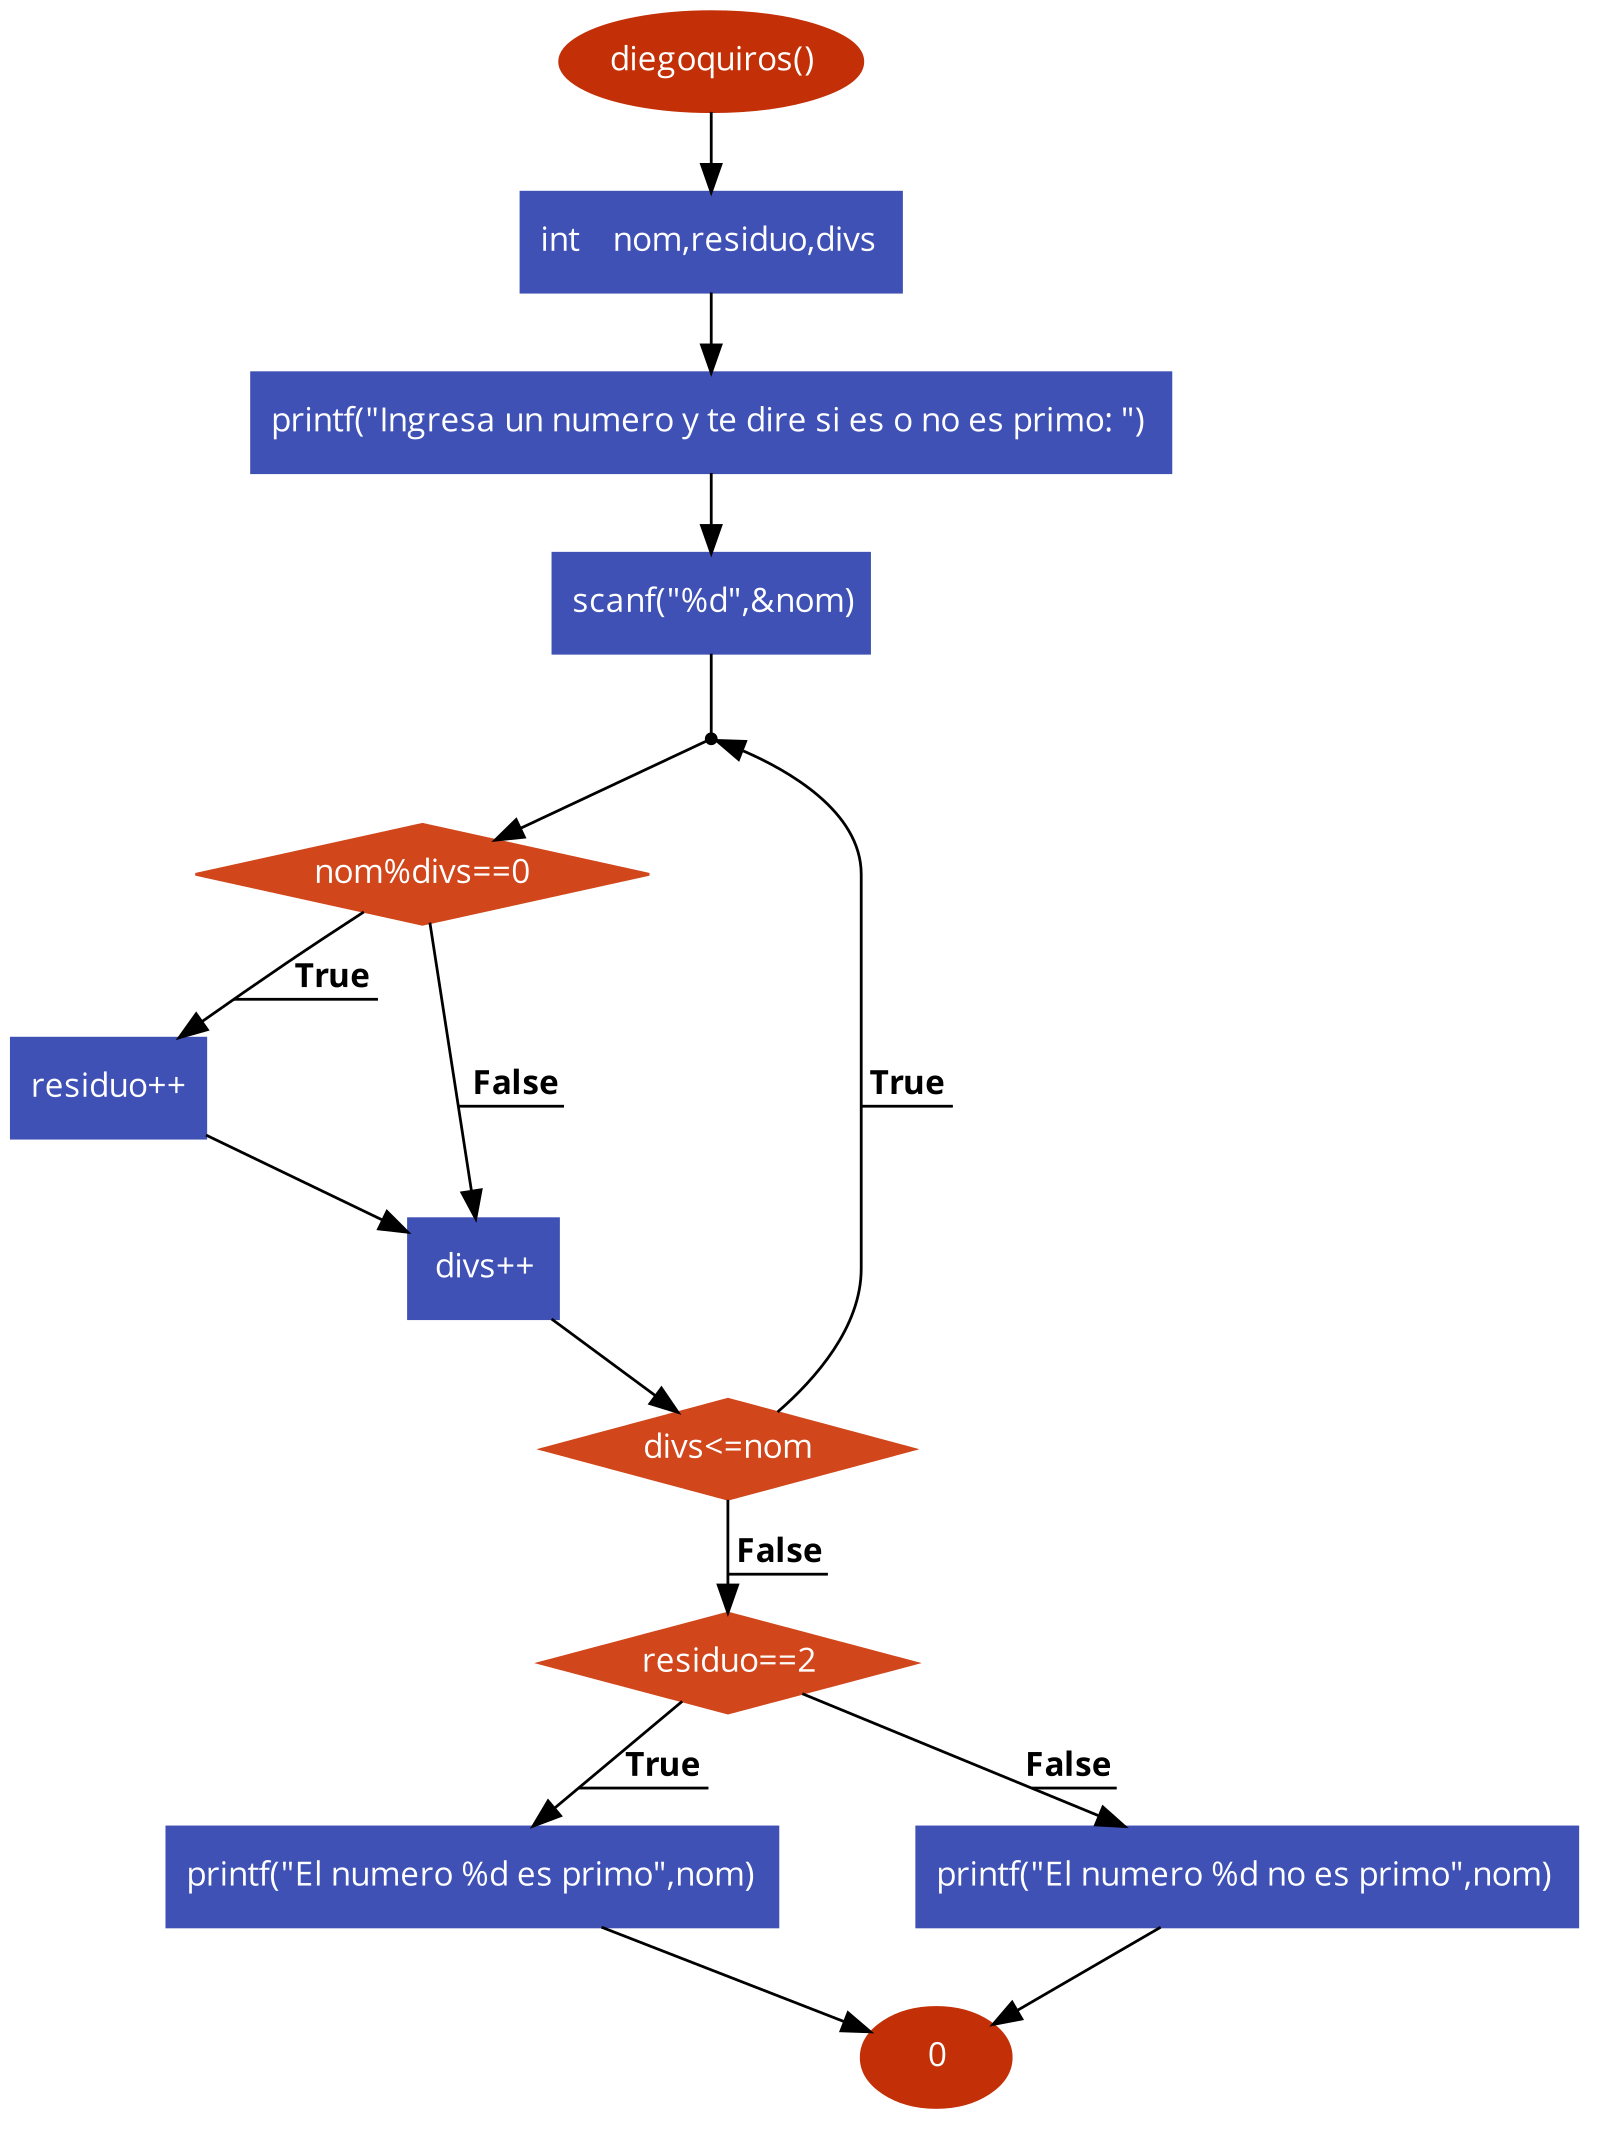 diegoquiros()
int    nom,residuo,divs
printf("Ingresa un numero y te dire si es o no es primo: ")
scanf("%d",&nom)
nom%divs==0
True
residuo++
False
True
divs++
divs<=nom
False
residuo==2
True
False
printf("El numero %d es primo",nom)
printf("El numero %d no es primo",nom)
0